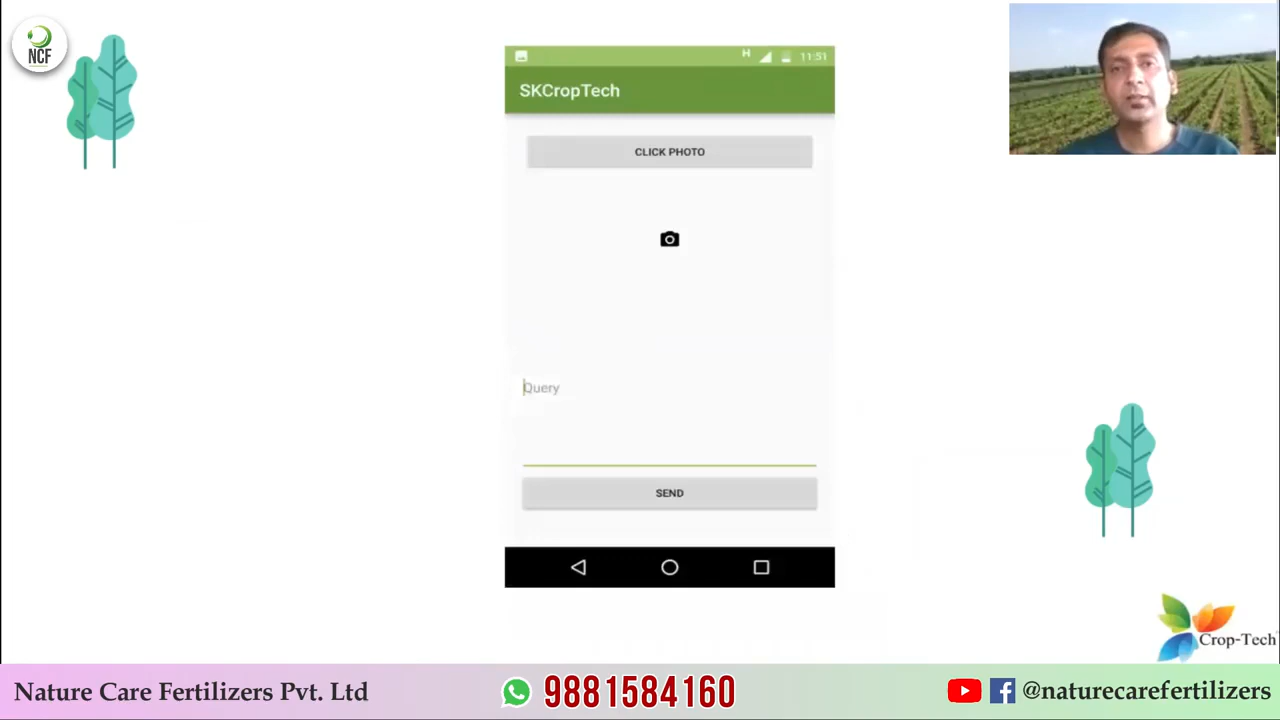 NCF
H 11:51
SKCropTech
CLICK PHOTO
Query
SEND
Crop-Tech
Nature Care Fertilizers Pvt. Ltd
9881584160
@naturecarefertilizers